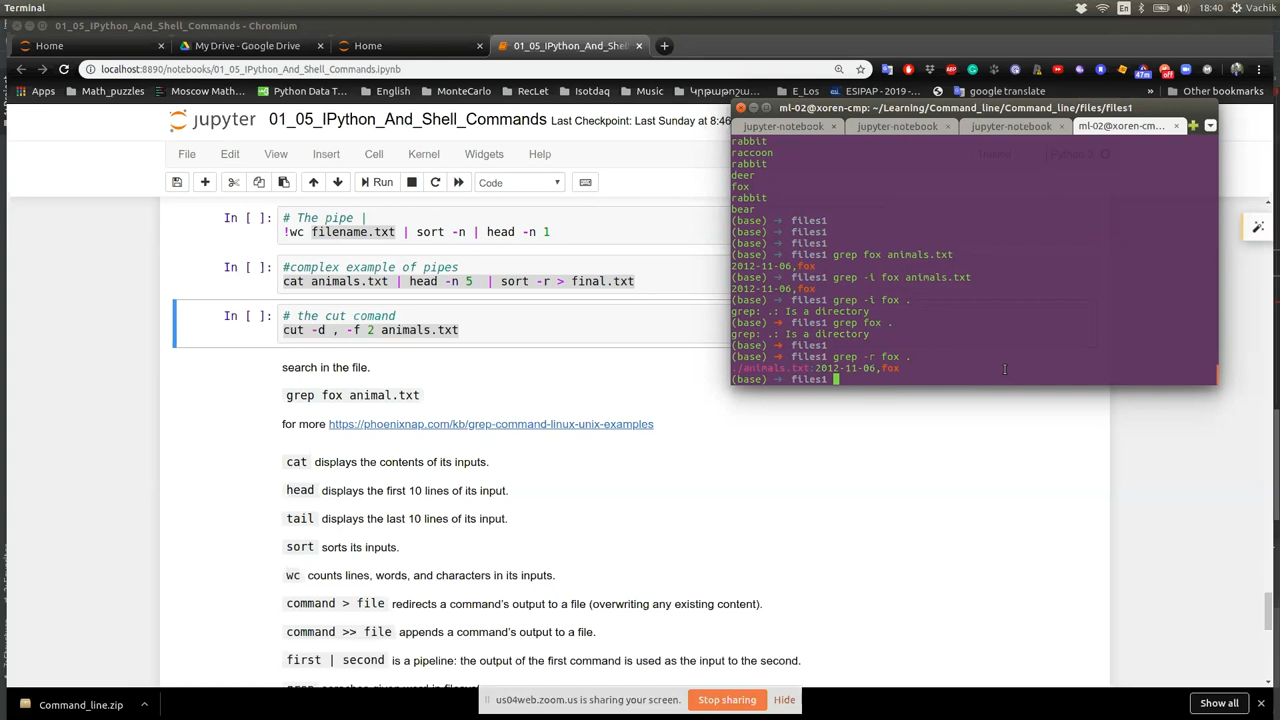 Terminal
En
18:40
Vachik
01_05_IPython_And_Shell_Commands - Chromium
Home
My Drive - Google Drive
Home
01_05_IPython_And_Shell
localhost:8890/notebooks/01_05_IPython_And_Shell_Commands.ipynb
Apps
Math_puzzles
Python Data T...
English
MonteCarlo
RecLet
Isotdaq
Music
E_Los
ESIPAP - 2019 -...
google translate
Other bookmarks
jupyter
01_05_IPython_And_Shell_Commands
Last Checkpoint: Last Sunday at 8:46
File
Edit
View
Insert
Cell
Kernel
Widgets
Help
Run
Code
ml-02@xoren-cmp: ~/Learning/Command_line/Command_line/files/files1
jupyter-notebook
jupyter-notebook
jupyter-notebook
ml-02@xoren-cmp:...
rabbit
raccoon
rabbit
deer
fox
rabbit
bear
(base) → files1
(base) → files1
(base) → files1
(base) → files1 grep fox animals.txt
2012-11-06,fox
(base) → files1 grep -i fox animals.txt
2012-11-06,fox
(base) → files1 grep -i fox .
grep: .: Is a directory
(base) → files1 grep fox .
grep: .: Is a directory
(base) → files1
(base) → files1 grep -r fox .
./animals.txt:2012-11-06,fox
(base) → files1
In [ ]:
# The pipe |
!wc filename.txt | sort -n | head -n 1
In [ ]:
#complex example of pipes
cat animals.txt | head -n 5 | sort -r > final.txt
In [ ]:
# the cut comand
cut -d , -f 2 animals.txt
search in the file.
grep fox animal.txt
for more https://phoenixnap.com/kb/grep-command-linux-unix-examples
cat displays the contents of its inputs.
head displays the first 10 lines of its input.
tail displays the last 10 lines of its input.
sort sorts its inputs.
wc counts lines, words, and characters in its inputs.
command > file redirects a command's output to a file (overwriting any existing content).
command >> file appends a command's output to a file.
first | second is a pipeline: the output of the first command is used as the input to the second.
us04web.zoom.us is sharing your screen.
Stop sharing
Hide
Command_line.zip
Show all